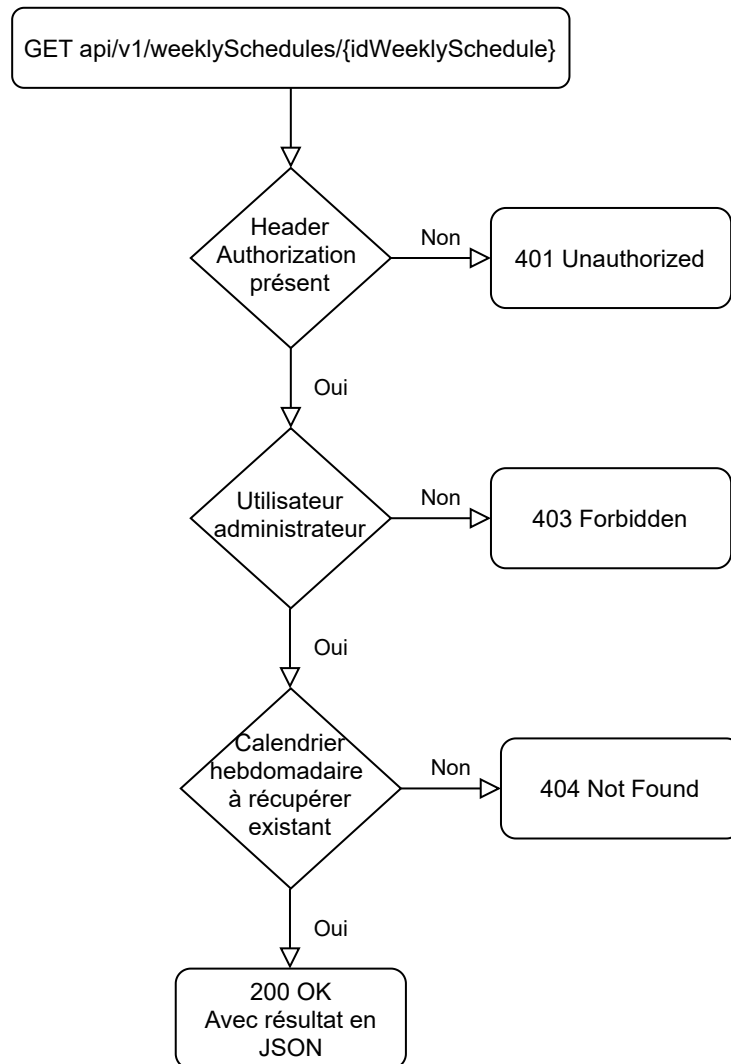 GET api/v1/weeklySchedules/{idWeeklySchedule}
Header
Authorization
présent
Non
401 Unauthorized
Oui
Utilisateur
administrateur
Non
403 Forbidden
Oui
Calendrier
hebdomadaire
à récupérer
existant
Non
404 Not Found
Oui
200 OK
Avec résultat en
JSON